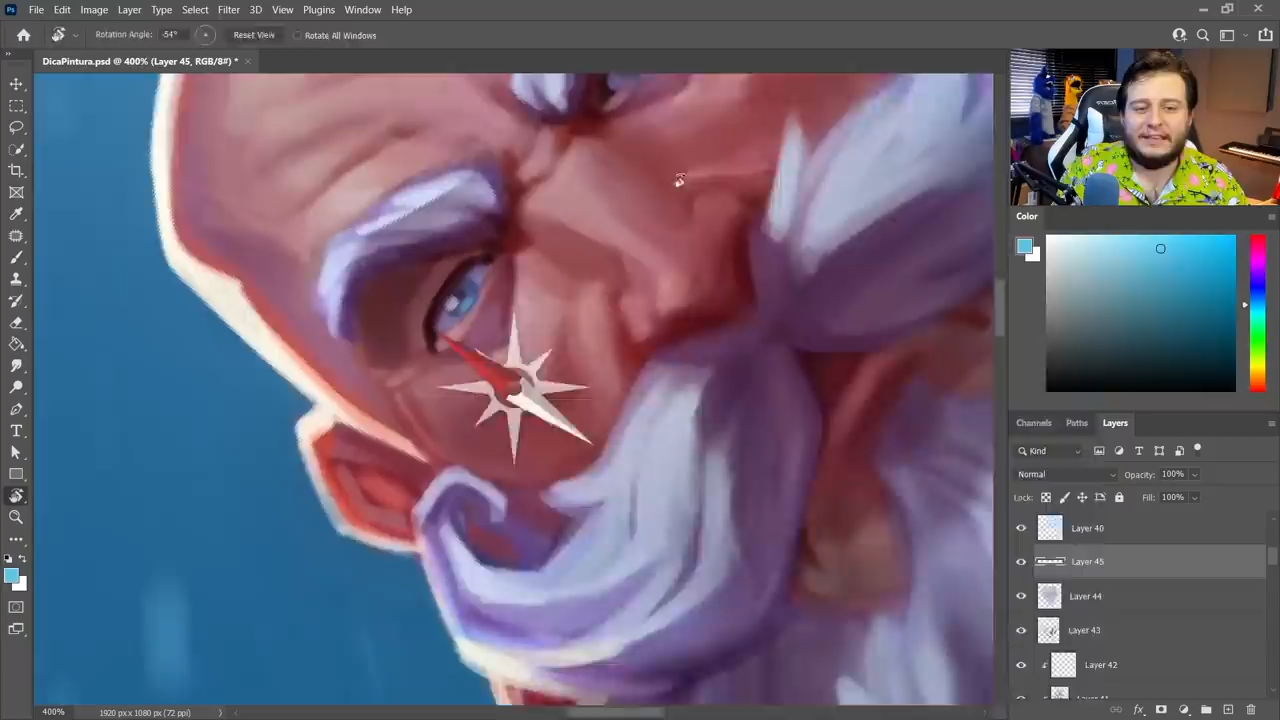 Ps File Edit Image Layer Type Select Filter 3D View Plugins Window Help
Rotation Angle: -54° Reset View Rotate All Windows
DicaPintura.psd @ 400% (Layer 45, RGB/8#) *
Color
Channels Paths Layers
Kind
Normal Opacity: 100%
Lock: Fill: 100%
Layer 40
Layer 45
Layer 44
Layer 43
Layer 42
400% 1920 px x 1080 px (72 ppi)